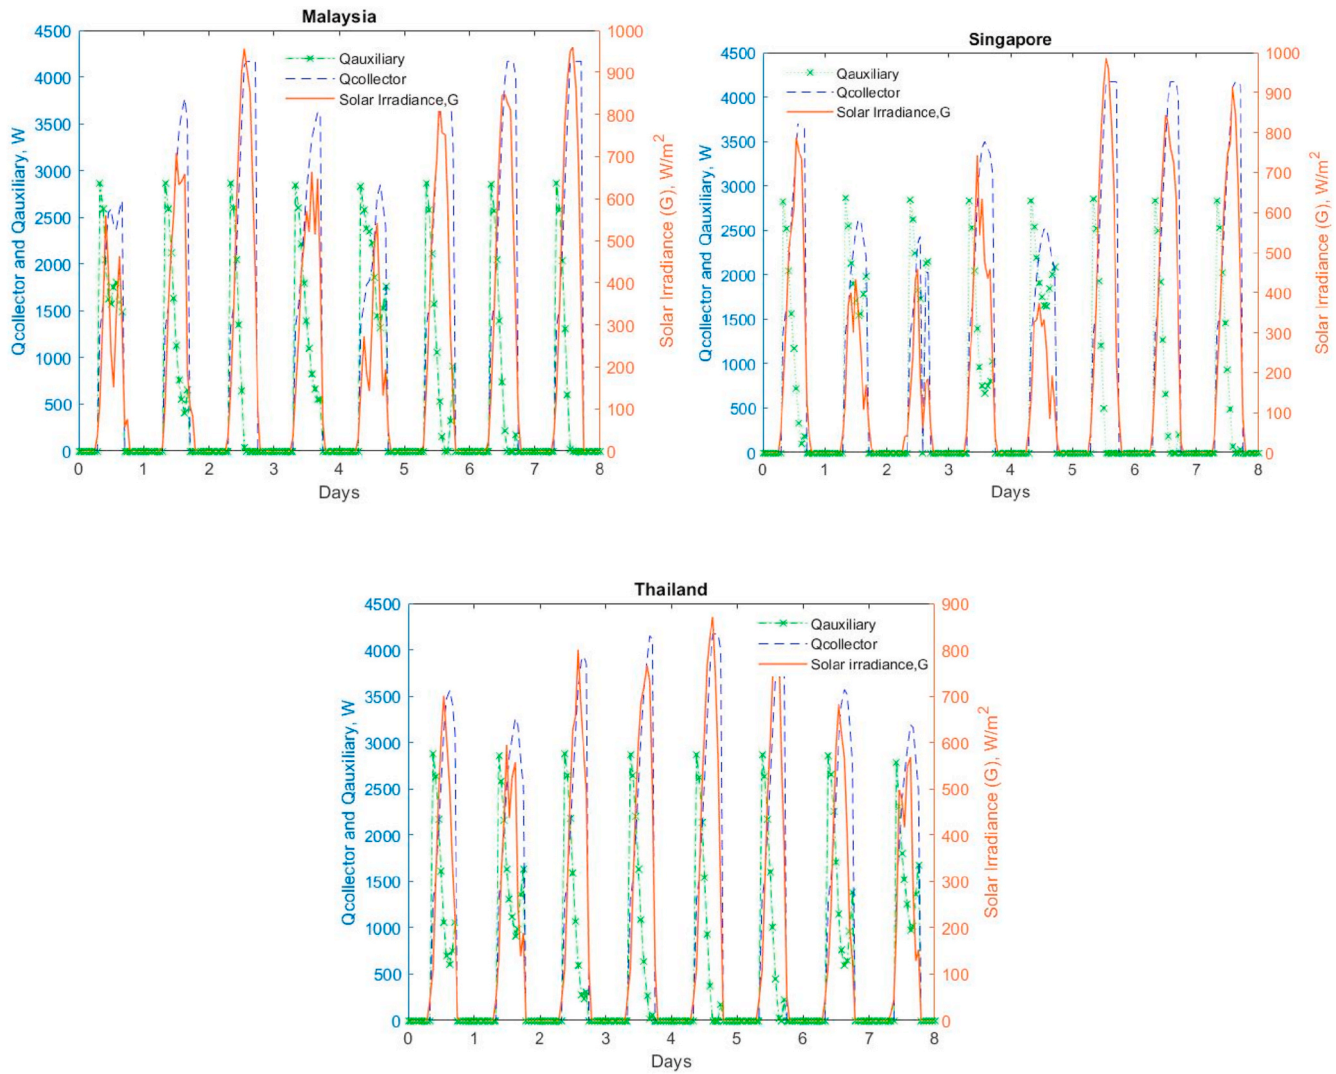 Malaysia
4500
4000
3500
3000
2500
2000
1500
1000
500
0
Qcollector and Qauxiliary, W
Qauxiliary
Qcollector
Solar Irradiance,G
1000
900
800
700
600
500
400
300
200
100
0
Solar Irradiance (G), W/m2
0 1 2 3 4 5 6 7 8
Days
Singapore
4500
4000
3500
3000
2500
2000
1500
1000
500
0
Qcollector and Qauxiliary, W
Qauxiliary
Qcollector
Solar Irradiance,G
1000
900
800
700
600
500
400
300
200
100
0
Solar Irradiance (G), W/m2
0 1 2 3 4 5 6 7 8
Days
Thailand
4500
4000
3500
3000
2500
2000
1500
1000
500
0
Qcollector and Qauxiliary, W
Qauxiliary
Qcollector
Solar irradiance,G
900
800
700
600
500
400
300
200
100
0
Solar Irradiance (G), W/m2
0 1 2 3 4 5 6 7 8
Days